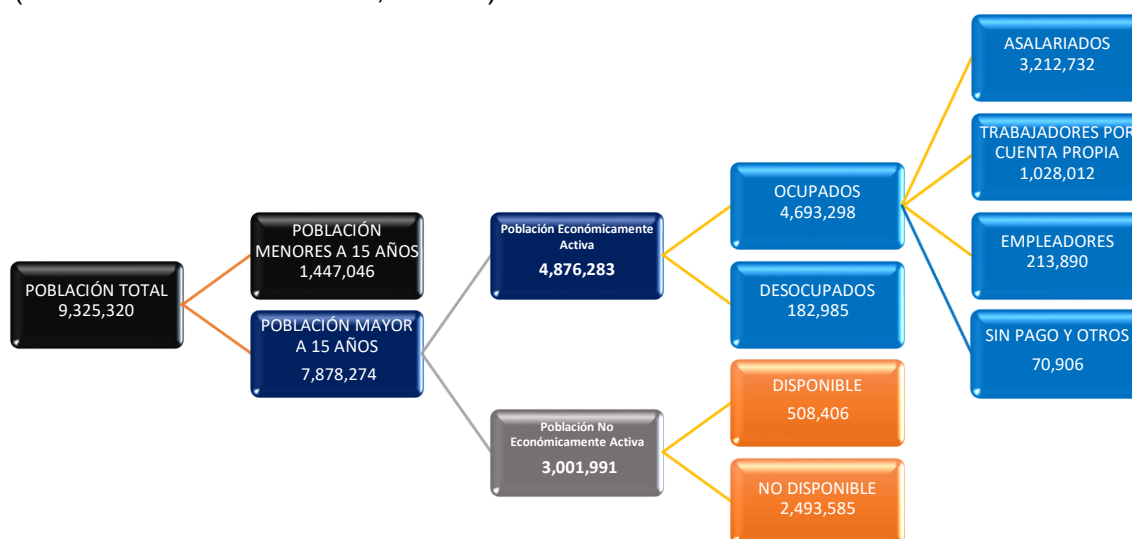 POBLACIÓN TOTAL
9,325,320
POBLACIÓN
MENORES A 15 AÑOS
1,447,046
POBLACIÓN MAYOR
A 15 AÑOS
7,878,274
Población Económicamente
Activa
4,876,283
Población No
Económicamente Activa
3,001,991
OCUPADOS
4,693,298
DESOCUPADOS
182,985
DISPONIBLE
508,406
NO DISPONIBLE
2,493,585
ASALARIADOS
3,212,732
TRABAJADORES POR
CUENTA PROPIA
1,028,012
EMPLEADORES
213,890
SIN PAGO Y OTROS
70,906